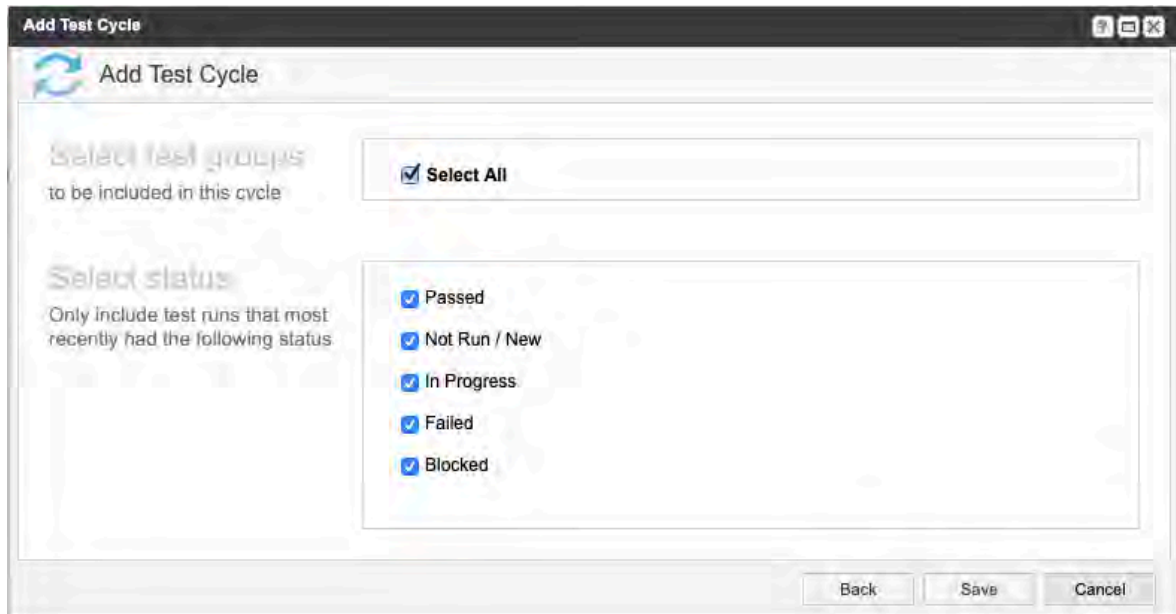 Add Test Cycle
Add Test Cycle
Select test groups
to be included in this cycle
Select All
Select status
Only include test runs that most
recently had the following status
Passed
Not Run / New
In Progress
Failed
Blocked
Back
Save
Cancel